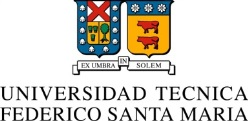 EX UMBRA IN SOLEM
UNIVERSIDAD TECNICA
FEDERICO SANTA MARIA